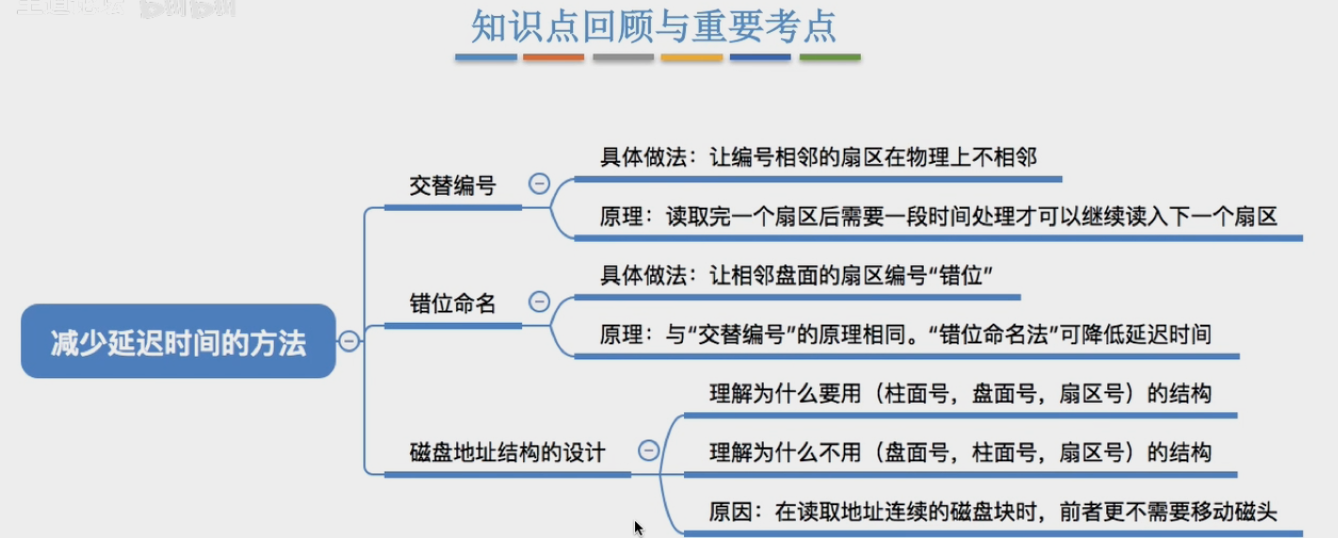 知识点回顾与重要考点
交替编号
具体做法：让编号相邻的扇区在物理上不相邻
原理：读取完一个扇区后需要一段时间处理才可以继续读入下一个扇区
错位命名
具体做法：让相邻盘面的扇区编号“错位”
原理：与“交替编号”的原理相同。“错位命名法”可降低延迟时间
减少延迟时间的方法
磁盘地址结构的设计
理解为什么要用（柱面号，盘面号，扇区号）的结构
理解为什么不用（盘面号，柱面号，扇区号）的结构
原因：在读取地址连续的磁盘块时，前者更不需要移动磁头